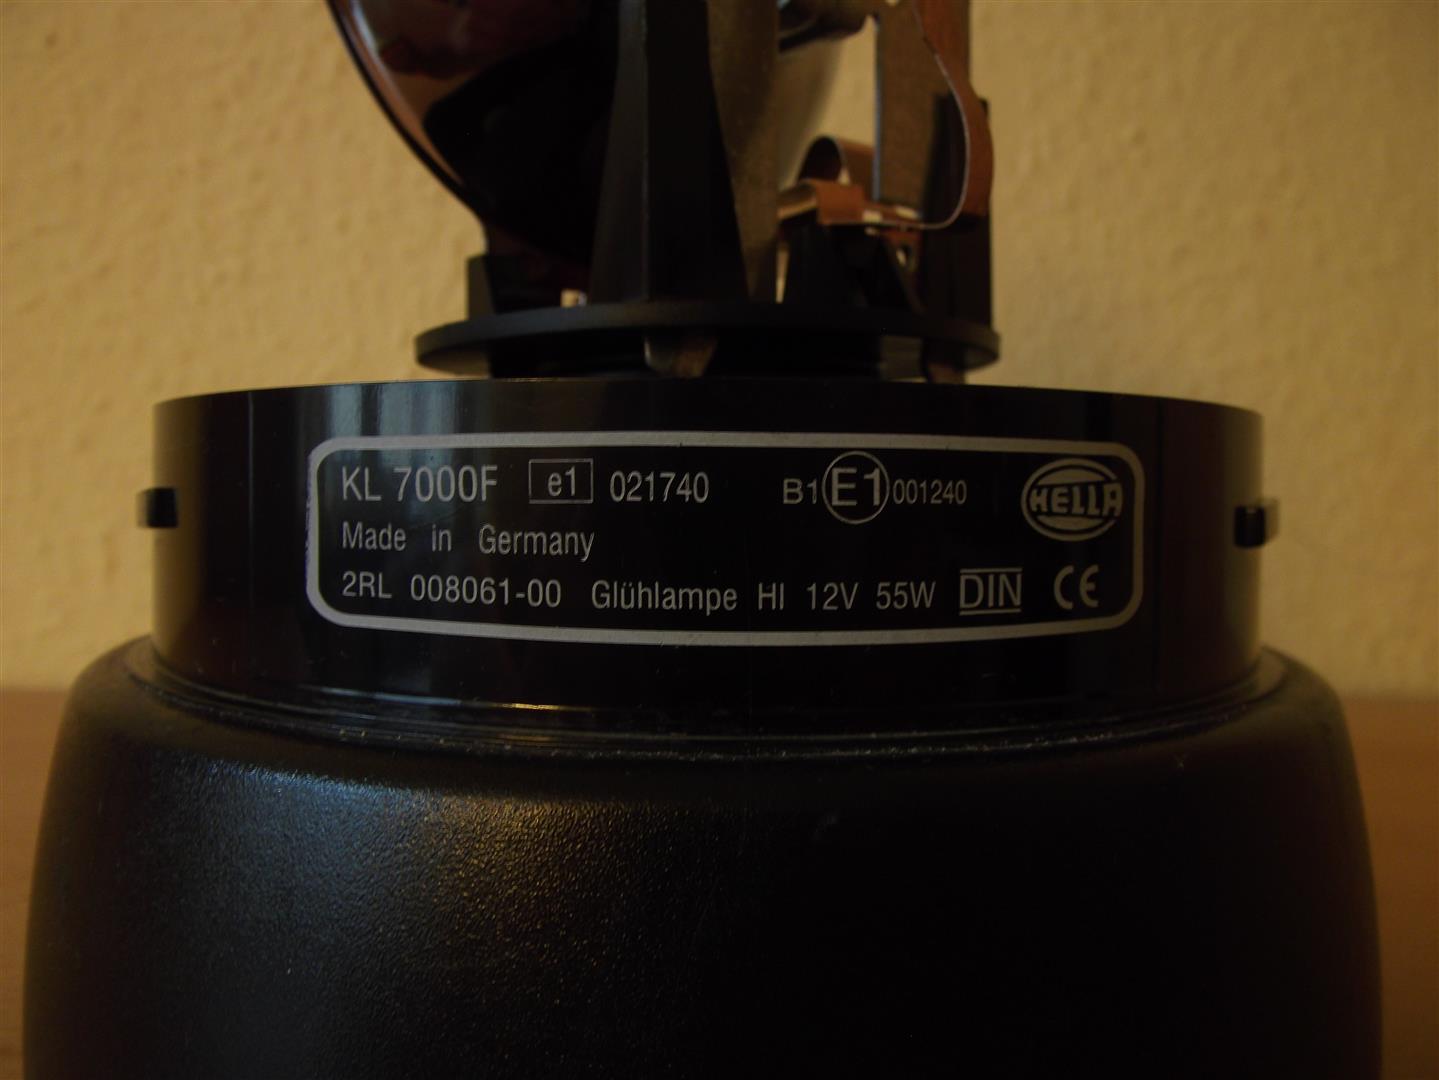 KL 7000F e1 021740 B1 E1 001240 HELLA
Made in Germany
2RL 008061-00 Glühlampe HI 12V 55W DIN CE